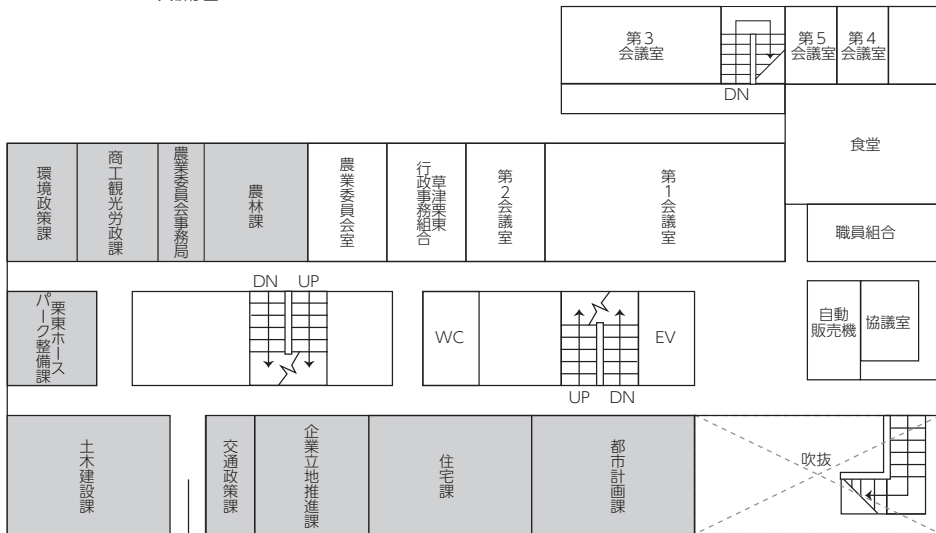 第3
会議室
第5
会議室
第4
会議室
DN
食堂
環境政策課
商工観光労政課
農業委員会事務局
農林課
農業委員会室
草津栗東
行政事務組合
第2会議室
第1会議室
職員組合
DN UP
栗東ホース
パーク整備課
WC
EV
自動
販売機
協議室
UP DN
土木建設課
交通政策課
企業立地推進課
住宅課
都市計画課
吹抜